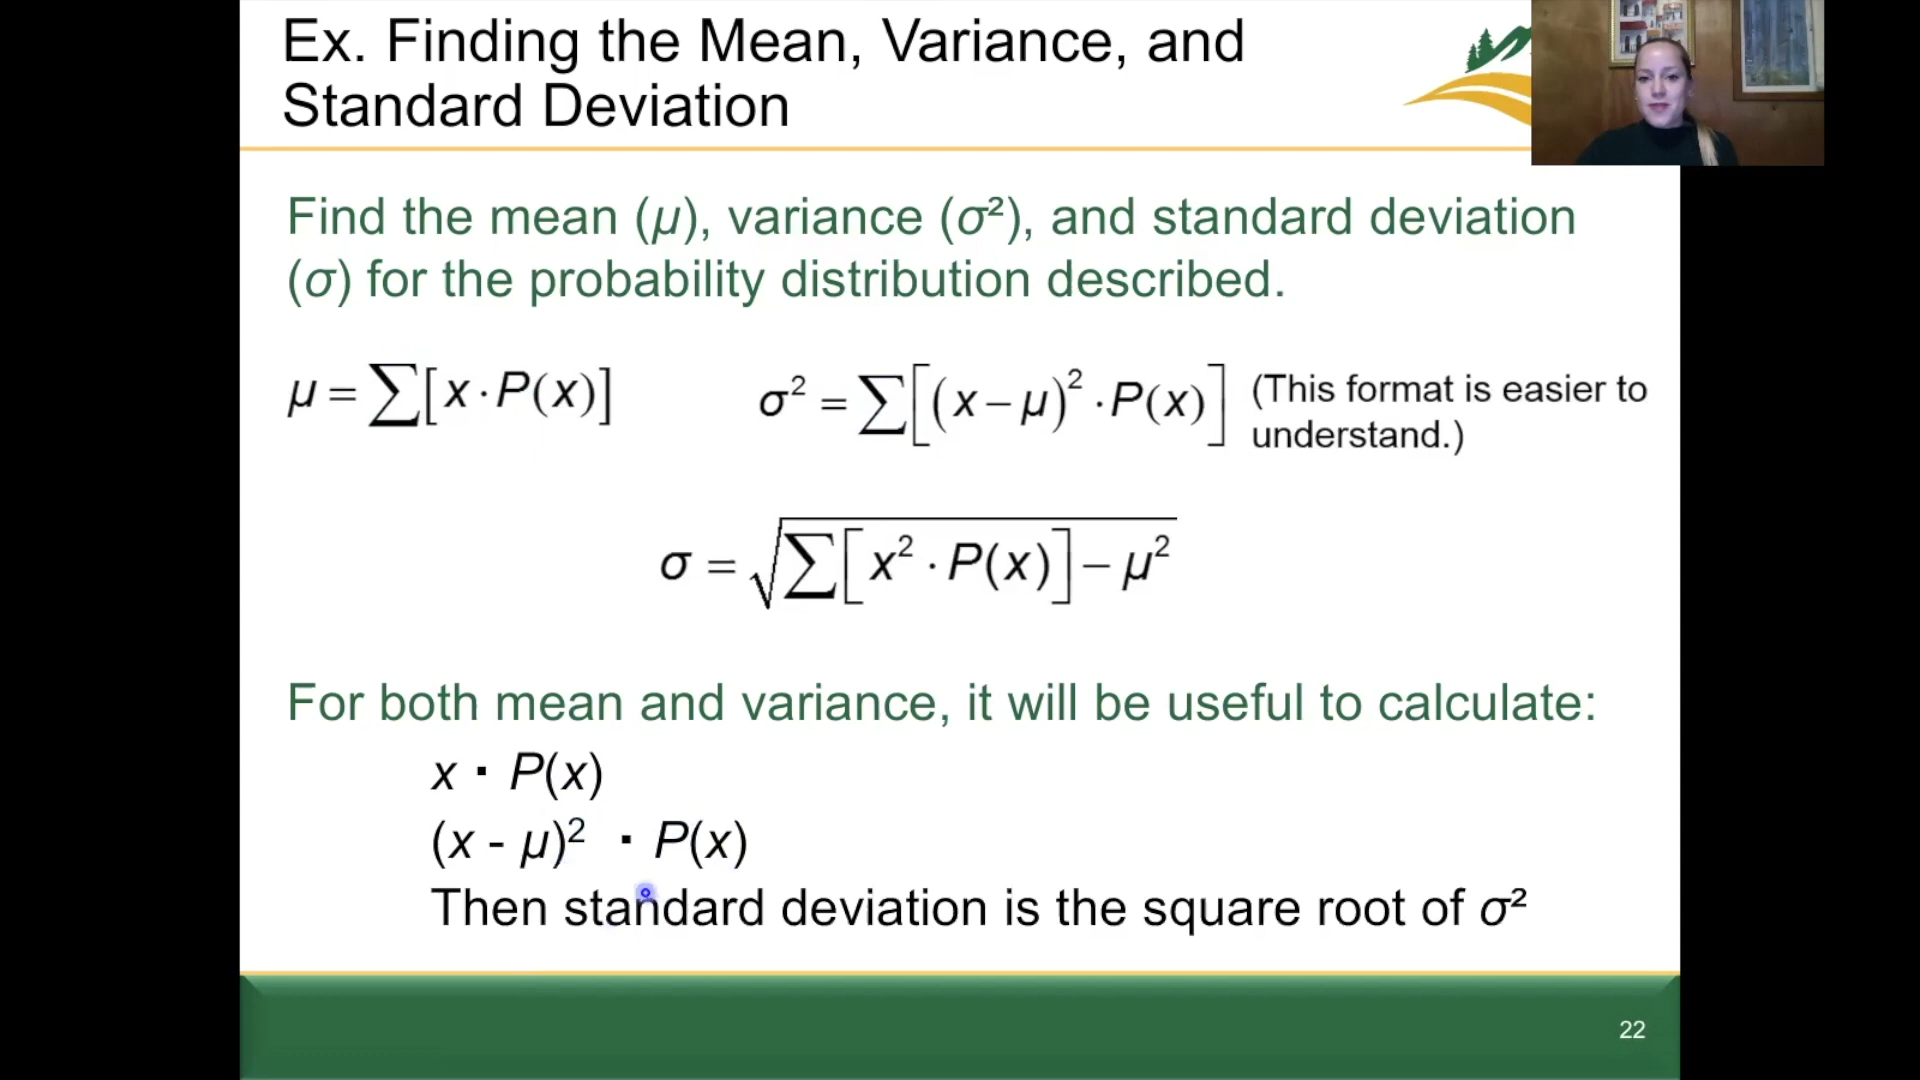 Ex. Finding the Mean, Variance, and
Standard Deviation
Find the mean (μ), variance (σ²), and standard deviation
(σ) for the probability distribution described.
μ = ∑[x · P(x)]
σ² = ∑[(x − μ)² · P(x)] (This format is easier to
understand.)
σ = √∑[x² · P(x)] − μ²
For both mean and variance, it will be useful to calculate:
x · P(x)
(x - μ)² · P(x)
Then standard deviation is the square root of σ²
22